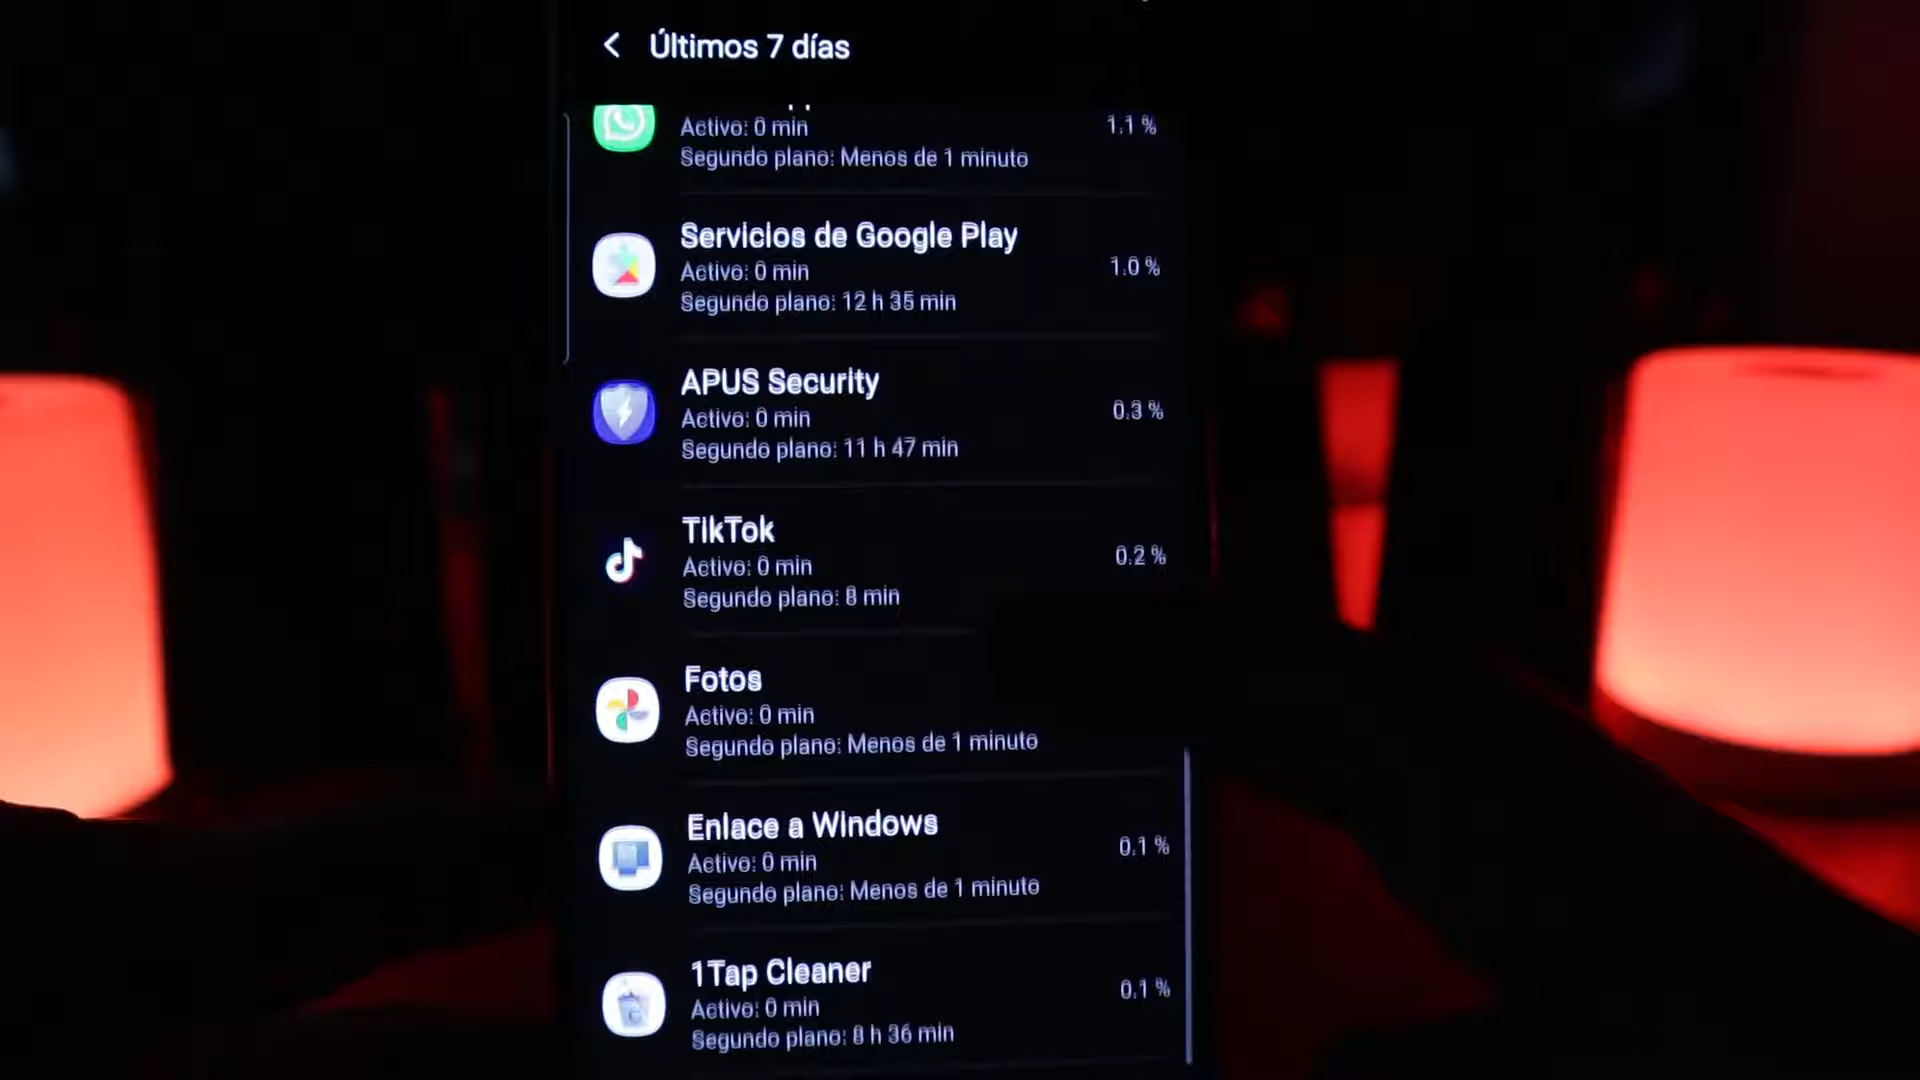 Últimos 7 días
Activo: 0 min
1.1 %
Segundo plano: Menos de 1 minuto
Servicios de Google Play
Activo: 0 min
1.0 %
Segundo plano: 12 h 35 min
APUS Security
Activo: 0 min
0.3 %
Segundo plano: 11 h 47 min
TikTok
Activo: 0 min
0.2 %
Segundo plano: 8 min
Fotos
Activo: 0 min
Segundo plano: Menos de 1 minuto
Enlace a Windows
Activo: 0 min
0.1 %
Segundo plano: Menos de 1 minuto
1Tap Cleaner
Activo: 0 min
0.1 %
Segundo plano: 8 h 36 min